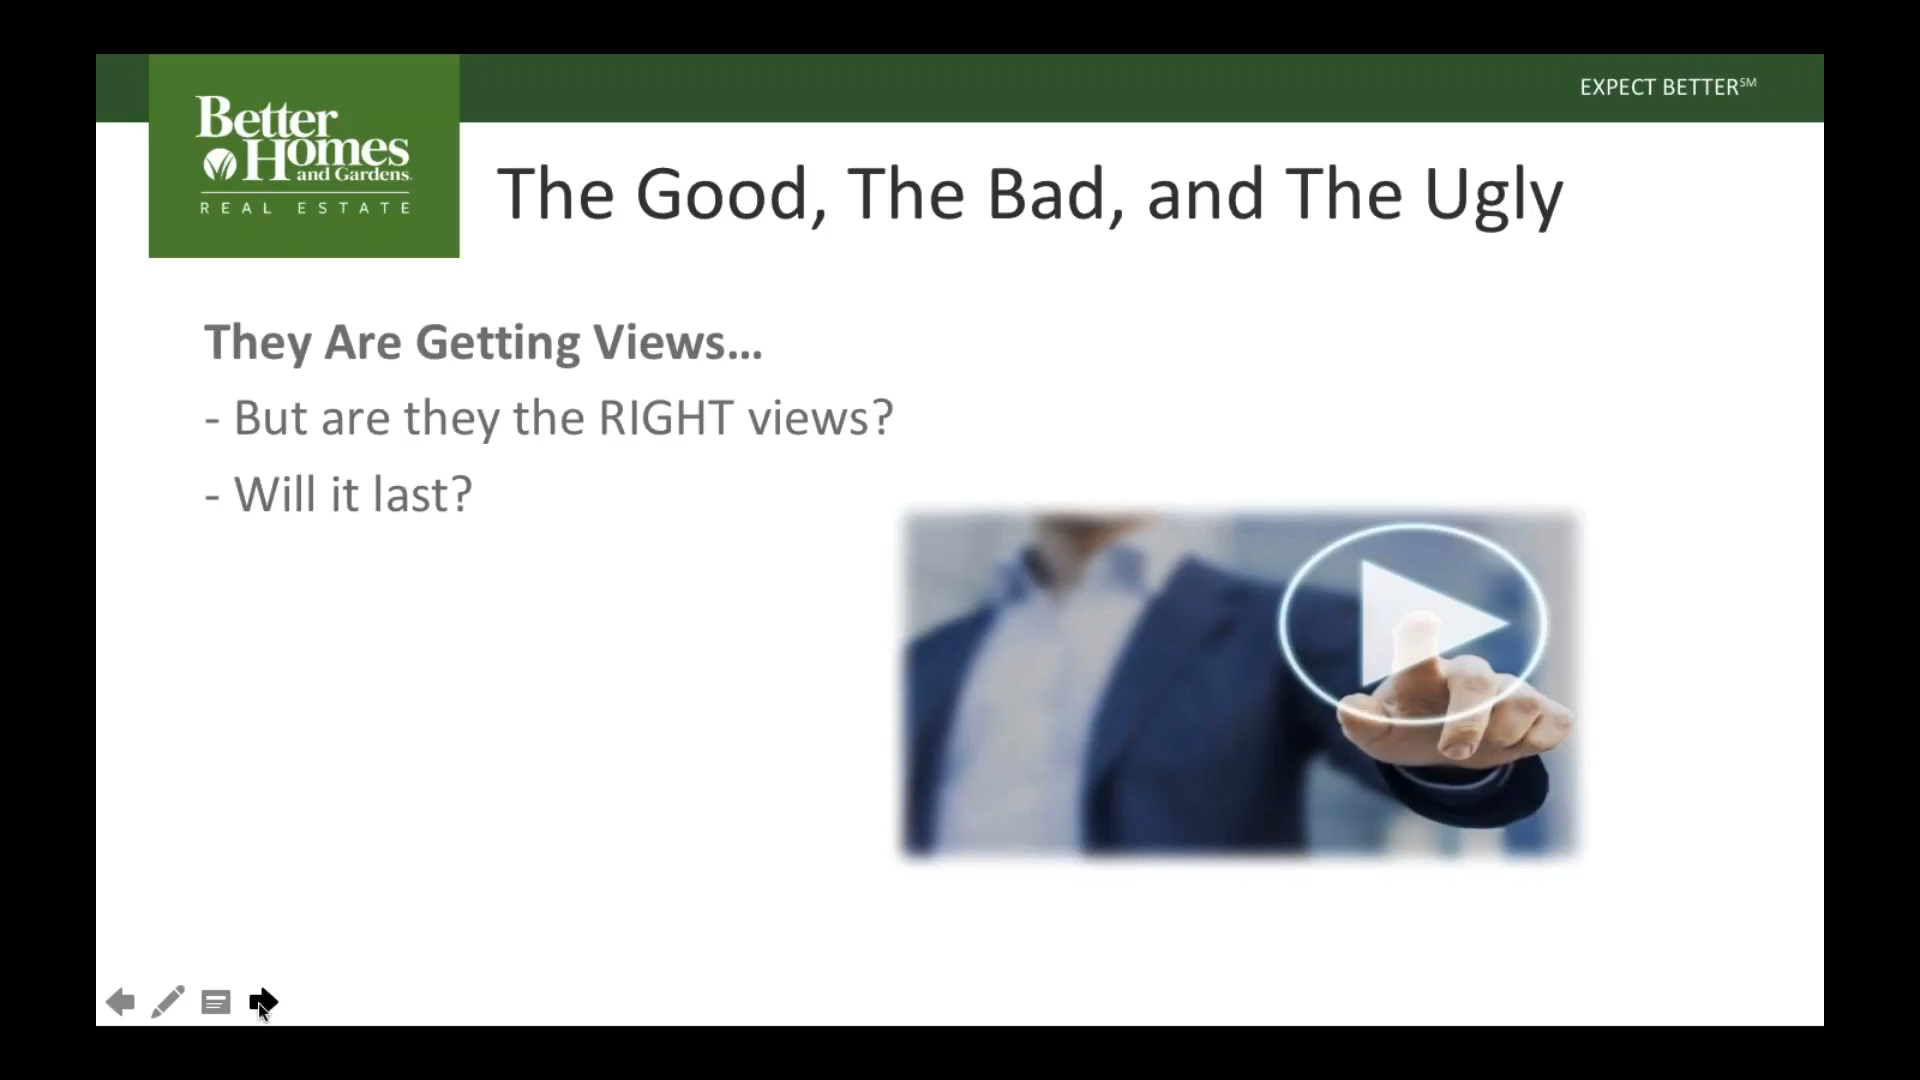 EXPECT BETTER℠
Better
Homes
and Gardens
REAL ESTATE
The Good, The Bad, and The Ugly
They Are Getting Views...
- But are they the RIGHT views?
- Will it last?